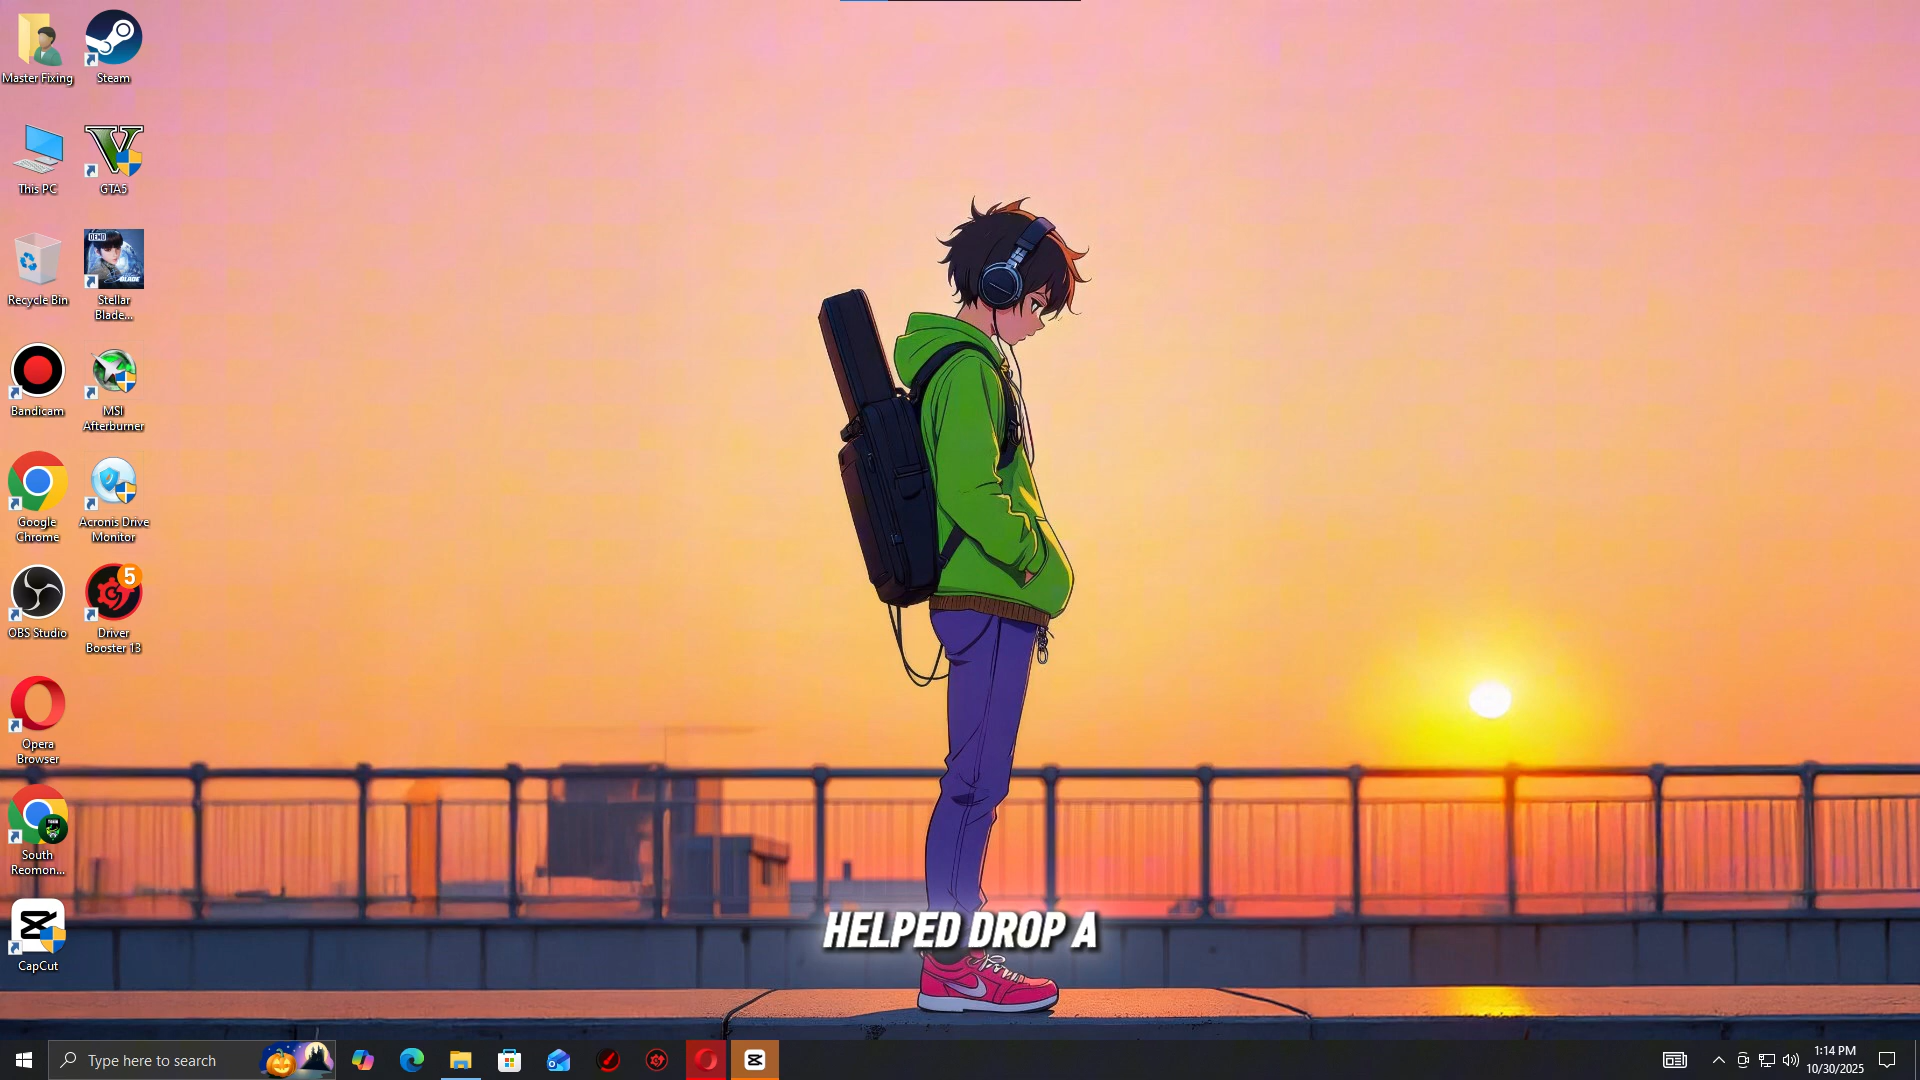 Master Fixing
Steam
This PC
GTA5
Recycle Bin
DEMO
BLADE
Stellar
Blade...
Bandicam
MSI
Afterburner
Google
Chrome
Acronis Drive
Monitor
OBS Studio
5
Driver
Booster 13
Opera
Browser
South
Reomon...
CapCut
HELPED DROP A
Type here to search
1:14 PM
10/30/2025